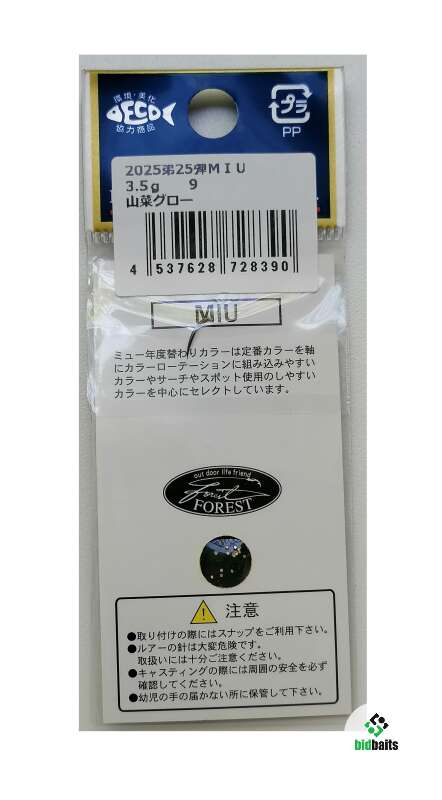 環境・美化
ECO
協力商品
プラ
PP
2025第25弾ＭＩＵ
3.5ｇ 9
山菜グロー
4 537628 728390
MIU
ミュー年度替わりカラーは定番カラーを軸
にカラーローテーションに組み込みやすい
カラーやサーチやスポット使用のしやすい
カラーを中心にセレクトしています。
out door life friend
Forest
FOREST
注意
●取り付けの際にはスナップをご利用下さい。
●ルアーの針は大変危険です。
取扱いには十分ご注意ください。
●キャスティングの際には周囲の安全を必ず
確認してください。
●幼児の手の届かない所に保管して下さい。
bidbaits